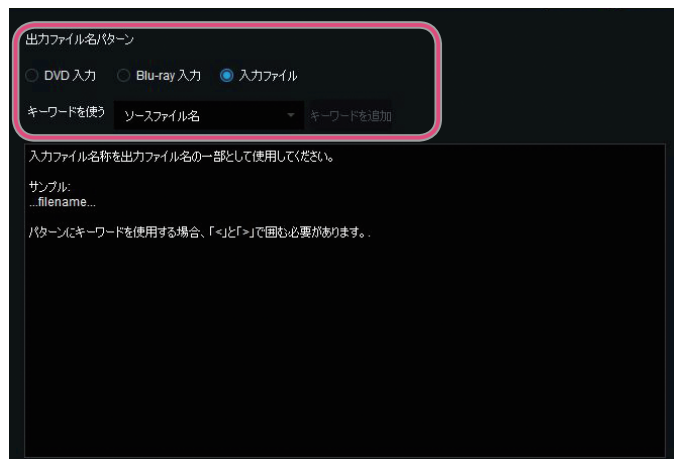 出力ファイル名パターン
DVD 入力 Blu-ray 入力 入力ファイル
キーワードを使う ソースファイル名 キーワードを追加
入力ファイル名称を出力ファイル名の一部として使用してください。
サンプル:
...filename...
パターンにキーワードを使用する場合、「<」と「>」で囲む必要があります。.